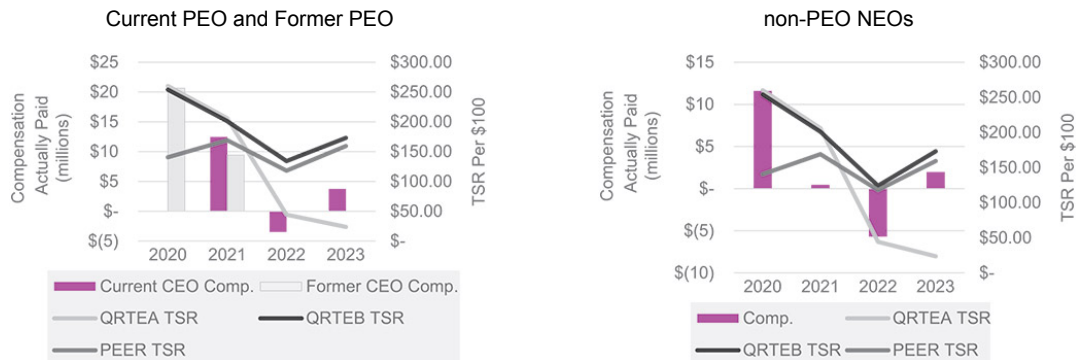 Current PEO and Former PEO
Compensation
Actually Paid
(millions)
$25
$20
$15
$10
$5
$-
$(5)
$300.00
$250.00
$200.00
$150.00
$100.00
$50.00
$-
TSR Per $100
2020 2021 2022 2023
Current CEO Comp. Former CEO Comp.
QRTEA TSR QRTEB TSR
PEER TSR
non-PEO NEOs
Compensation
Actually Paid
(millions)
$15
$10
$5
$-
$(5)
$(10)
$300.00
$250.00
$200.00
$150.00
$100.00
$50.00
$-
TSR Per $100
2020 2021 2022 2023
Comp. QRTEA TSR
QRTEB TSR PEER TSR